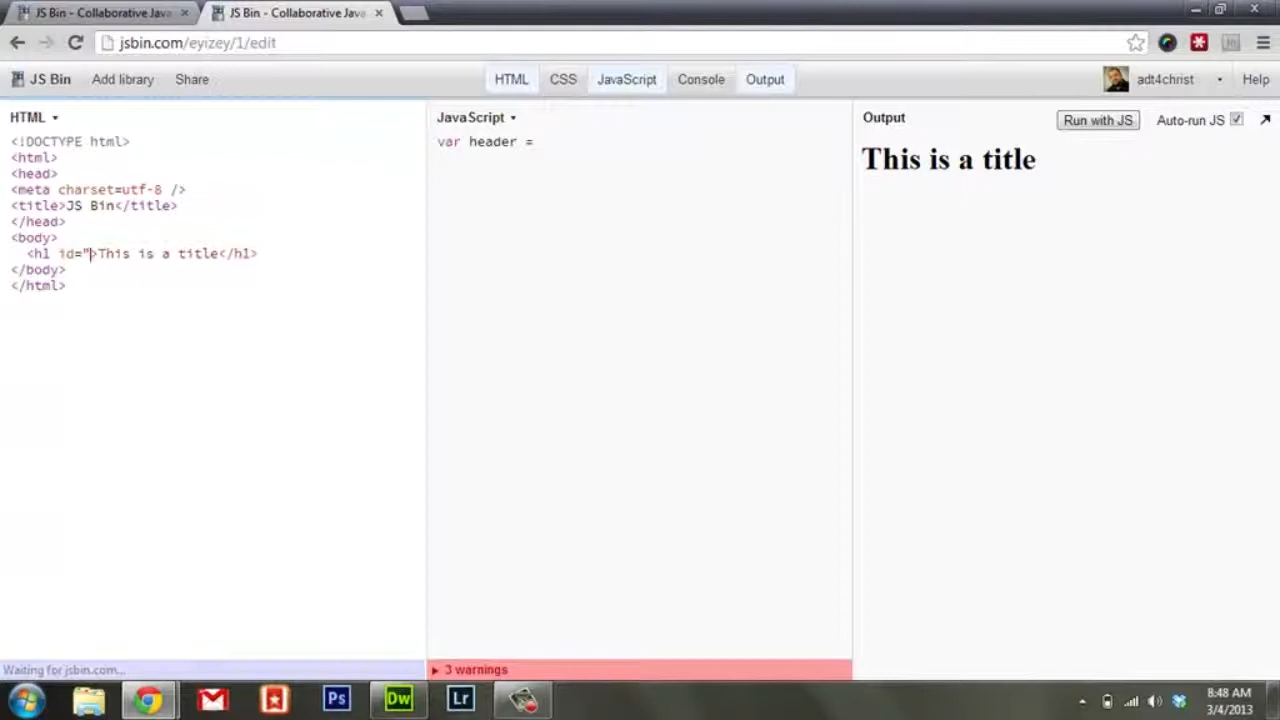 JS Bin - Collaborative Java
JS Bin - Collaborative Java
jsbin.com/eyizey/1/edit
JS Bin Add library Share HTML CSS JavaScript Console Output adt4christ Help
HTML
<!DOCTYPE html>
<html>
<head>
<meta charset=utf-8 />
<title>JS Bin</title>
</head>
<body>
<h1 id=">This is a title</h1>
</body>
</html>
Waiting for jsbin.com...
JavaScript
var header =
3 warnings
Output Run with JS Auto-run JS
This is a title
Ps Dw Lr
8:48 AM
3/4/2013